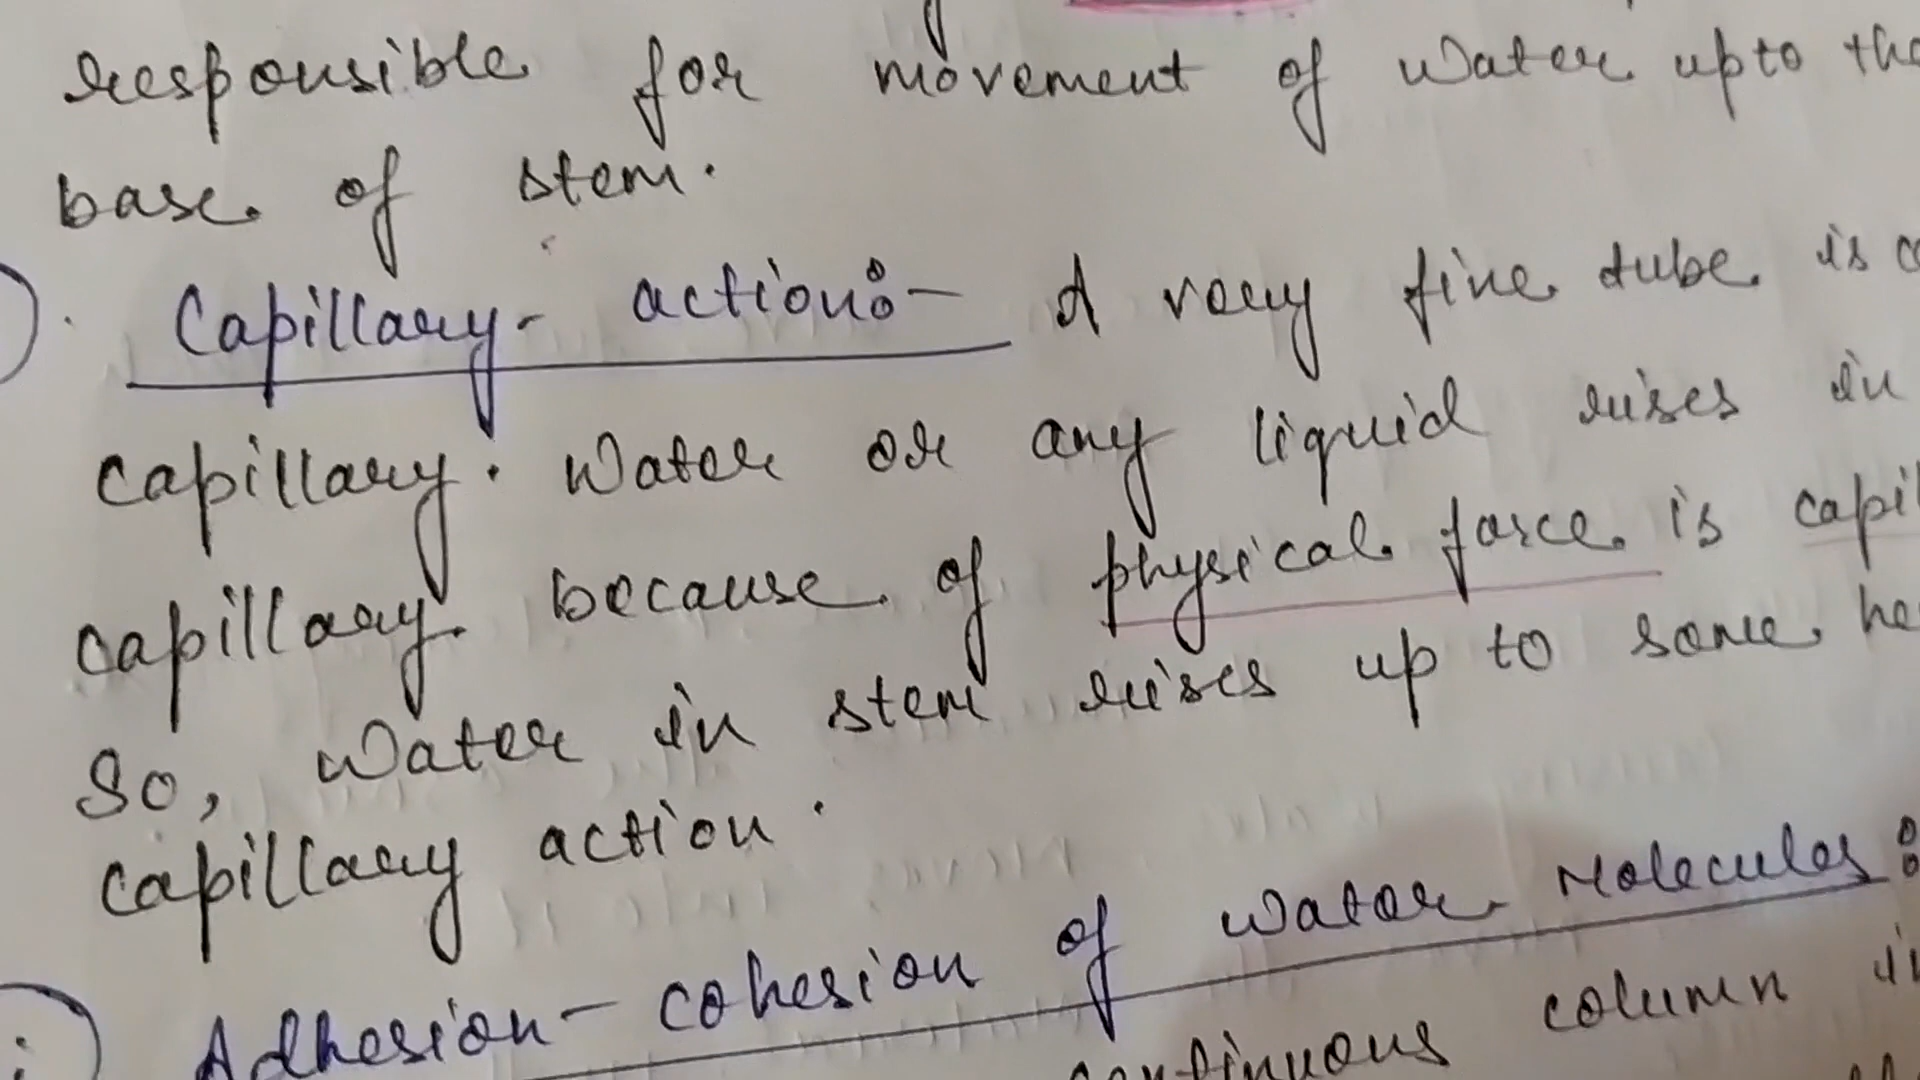 responsible for movement of water upto the
base of stem.
Capillary- action:- A very fine tube is
capillary. Water or any liquid rises in
capillary because of physical force is
So, water in stem rises up to some
capillary action.
Adhesion - cohesion of water Molecules:
continuous column in